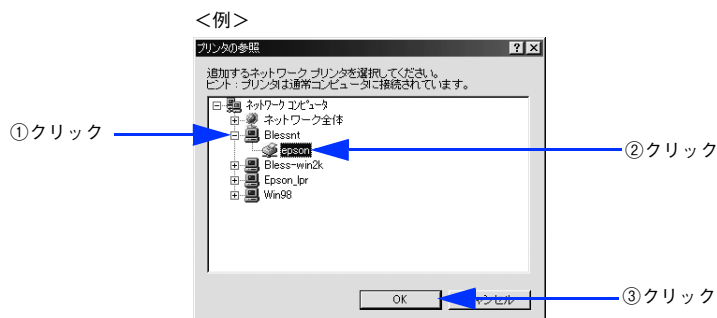 ＜例＞
プリンタの参照
追加するネットワーク プリンタを選択してください。
ヒント：プリンタは通常コンピュータに接続されています。
ネットワーク コンピュータ
ネットワーク全体
①クリック
Blessnt
epson
②クリック
Bless-win2k
Epson_lpr
Win98
OK
③クリック